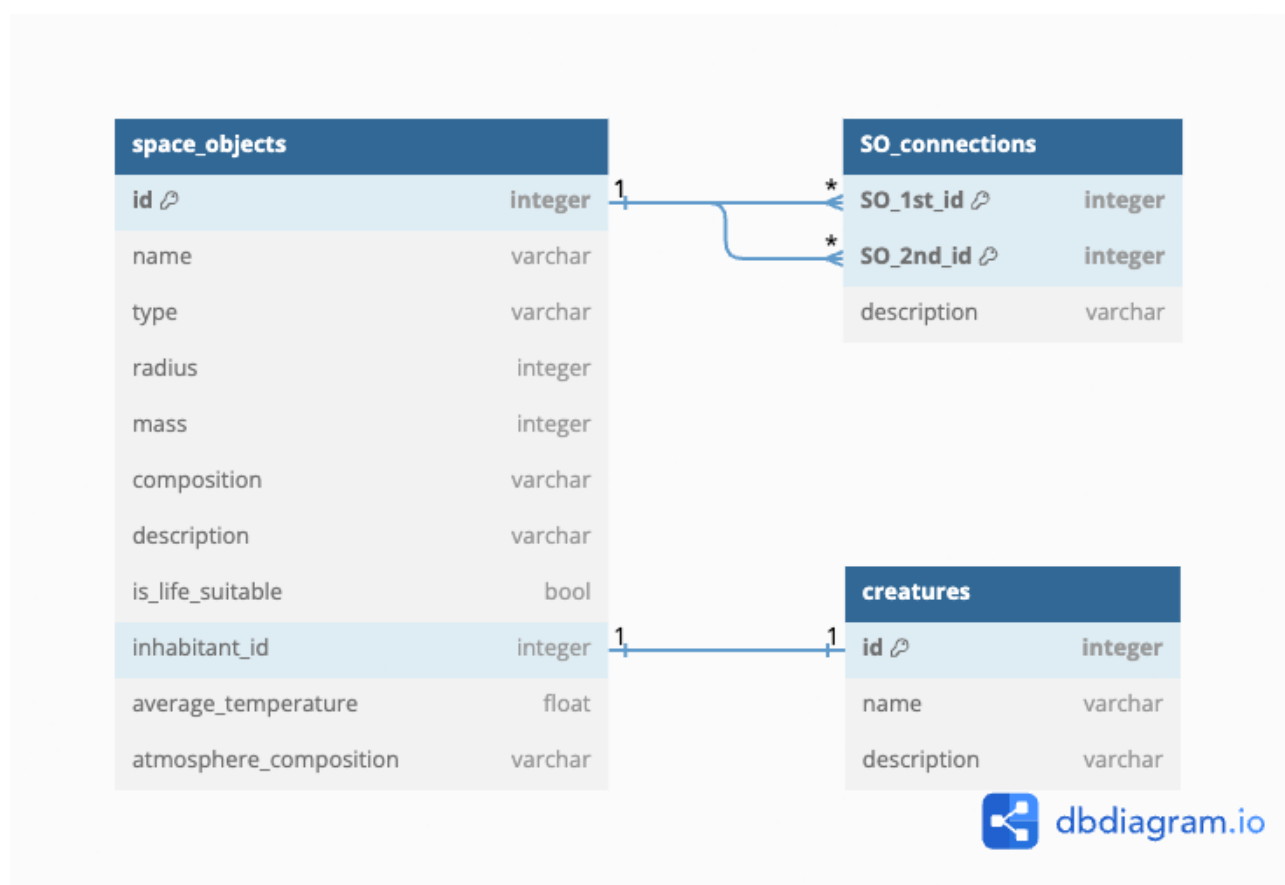 space_objects
id integer
name varchar
type varchar
radius integer
mass integer
composition varchar
description varchar
is_life_suitable bool
inhabitant_id integer
average_temperature float
atmosphere_composition varchar
1 *
*
SO_connections
SO_1st_id integer
SO_2nd_id integer
description varchar
1 1
creatures
id integer
name varchar
description varchar
dbdiagram.io